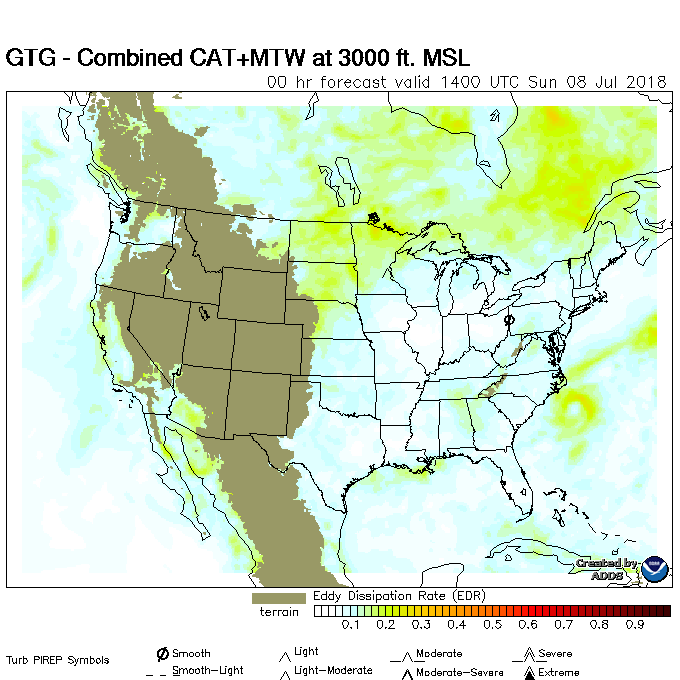 GTG - Combined CAT+MTW at 3000 ft. MSL
00 hr forecast valid 1400 UTC Sun 08 Jul 2018
Created by
ADDS
Eddy Dissipation Rate (EDR)
terrain
0.1 0.2 0.3 0.4 0.5 0.6 0.7 0.8 0.9
Turb PIREP Symbols
Smooth Light Moderate Severe
Smooth-Light Light-Moderate Moderate-Severe Extreme